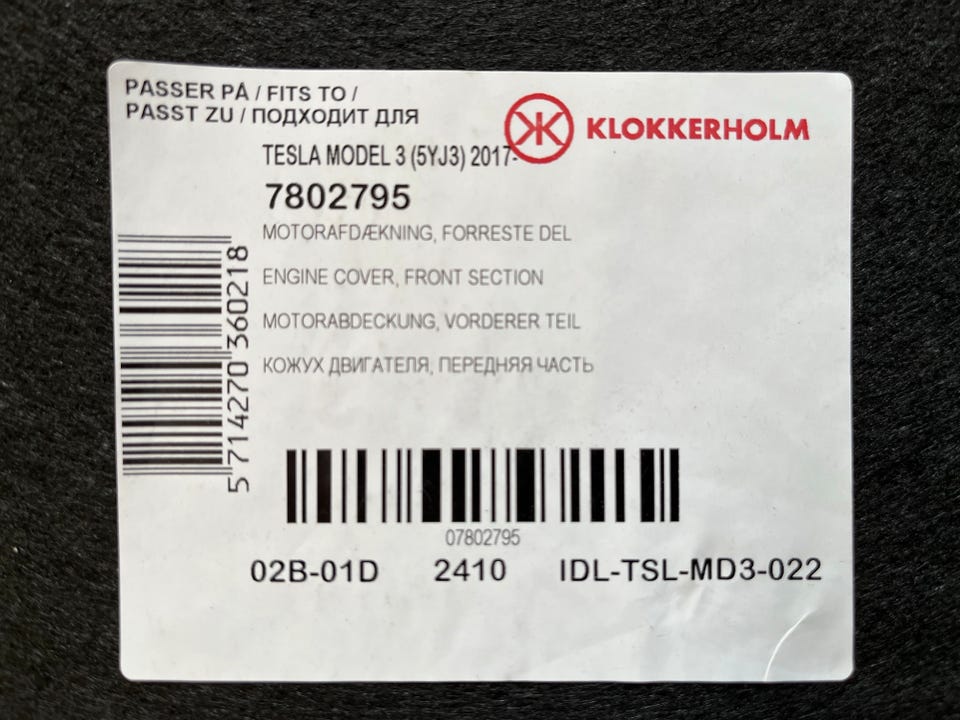 PASSER PÅ / FITS TO /
PASST ZU / ПОДХОДИТ ДЛЯ
KLOKKERHOLM
TESLA MODEL 3 (5YJ3) 2017-
7802795
MOTORAFDÆKNING, FORRESTE DEL
ENGINE COVER, FRONT SECTION
MOTORABDECKUNG, VORDERER TEIL
КОЖУХ ДВИГАТЕЛЯ, ПЕРЕДНЯЯ ЧАСТЬ
5 714270 360218
07802795
02B-01D 2410 IDL-TSL-MD3-022